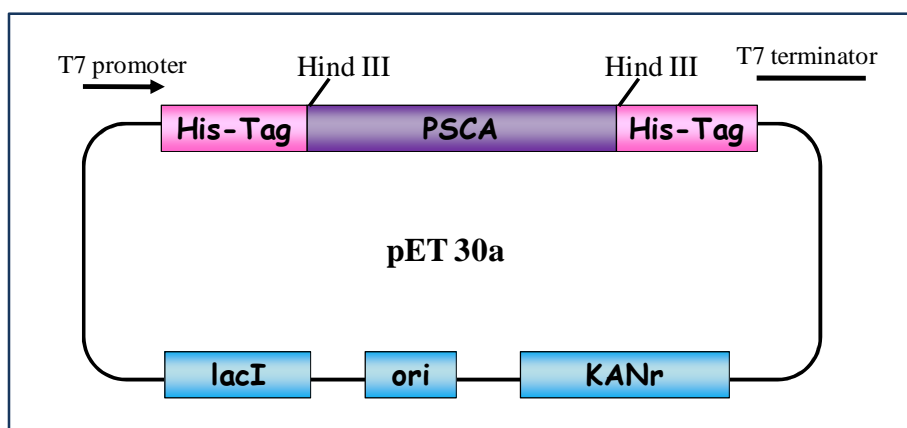 T7 promoter
Hind III
Hind III
T7 terminator
His-Tag
PSCA
His-Tag
pET 30a
lacI
ori
KANr